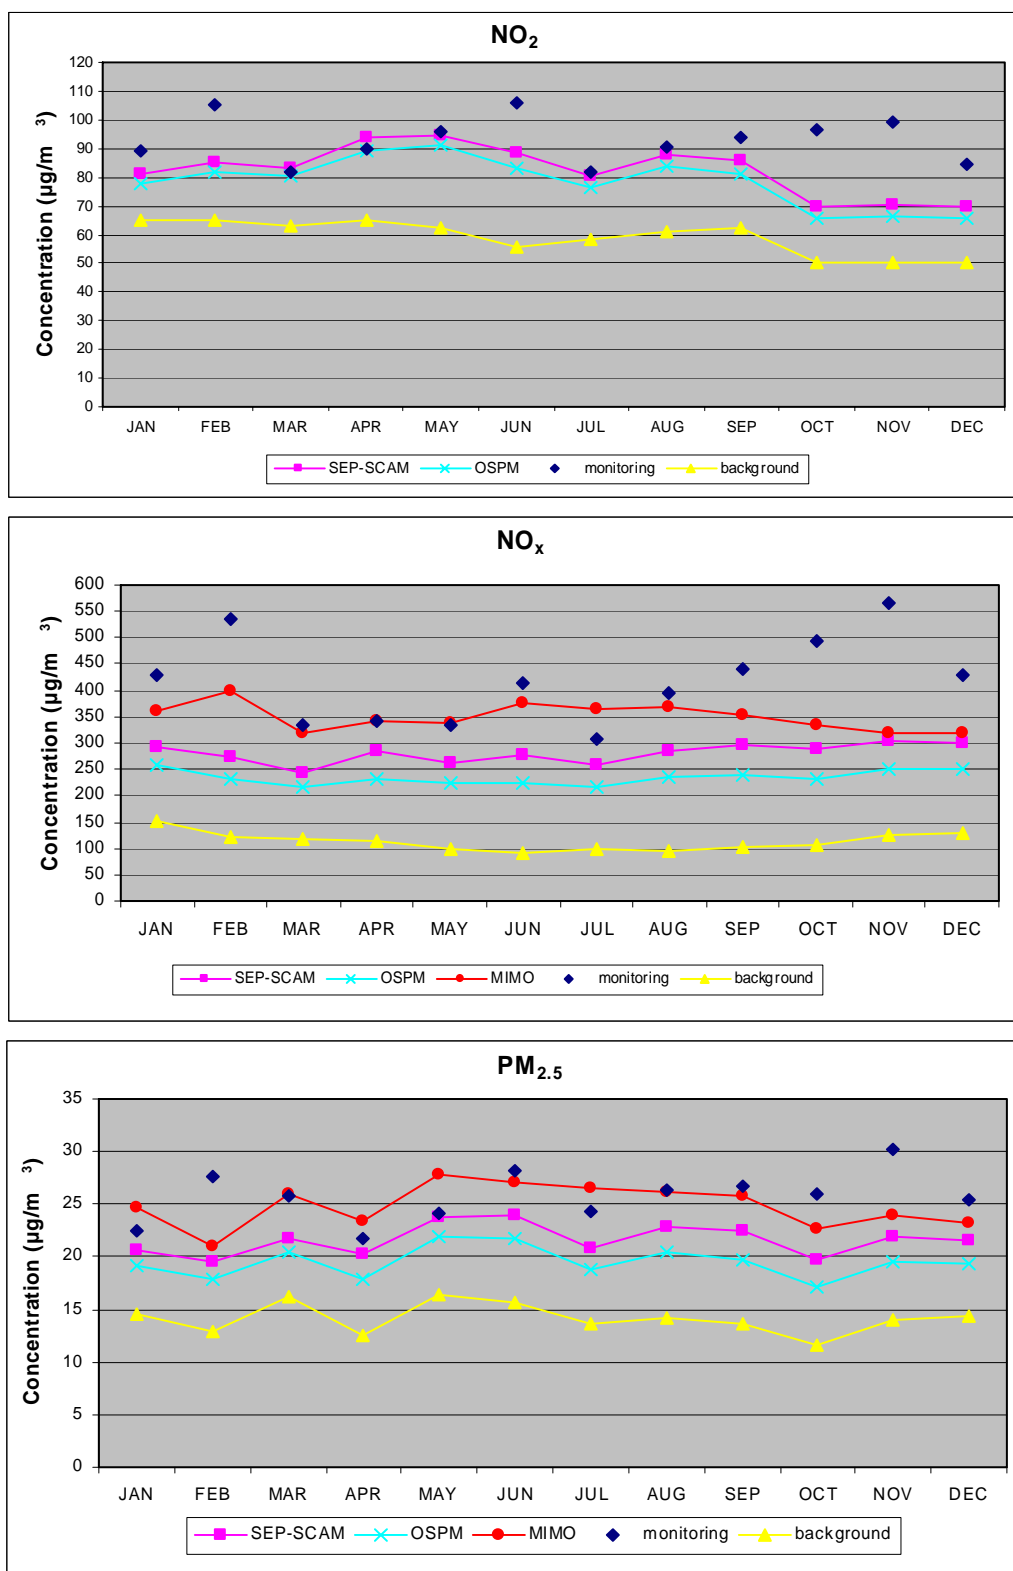 NO2
Concentration (µg/m 3)
120
110
100
90
80
70
60
50
40
30
20
10
0
JAN FEB MAR APR MAY JUN JUL AUG SEP OCT NOV DEC
SEP-SCAM OSPM monitoring background
NOx
Concentration (µg/m 3)
600
550
500
450
400
350
300
250
200
150
100
50
0
JAN FEB MAR APR MAY JUN JUL AUG SEP OCT NOV DEC
SEP-SCAM OSPM MIMO monitoring background
PM2.5
Concentration (µg/m 3)
35
30
25
20
15
10
5
0
JAN FEB MAR APR MAY JUN JUL AUG SEP OCT NOV DEC
SEP-SCAM OSPM MIMO monitoring background